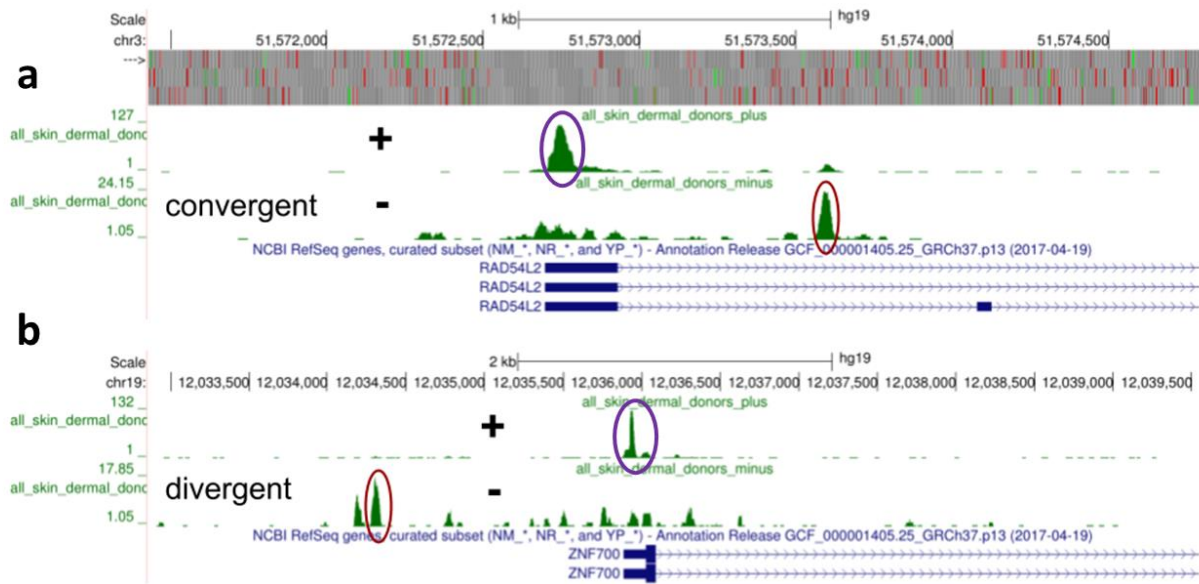 a
Scale 1 kb hg19
chr3: 51,572,000 51,572,500 51,573,000 51,573,500 51,574,000 51,574,500
--->
127 _ all_skin_dermal_donors_plus
all_skin_dermal_dono +
1 _
24.15 _ all_skin_dermal_donors_minus
all_skin_dermal_dono convergent -
1.05 _
NCBI RefSeq genes, curated subset (NM_*, NR_*, and YP_*) - Annotation Release GCF_000001405.25_GRCh37.p13 (2017-04-19)
RAD54L2
RAD54L2
RAD54L2
b
Scale 2 kb hg19
chr19: 12,033,500 12,034,000 12,034,500 12,035,000 12,035,500 12,036,000 12,036,500 12,037,000 12,037,500 12,038,000 12,038,500 12,039,000 12,039,500
132 _ all_skin_dermal_donors_plus
all_skin_dermal_dono +
1 _
17.85 _ all_skin_dermal_donors_minus
all_skin_dermal_dono divergent -
1.05 _
NCBI RefSeq genes, curated subset (NM_*, NR_*, and YP_*) - Annotation Release GCF_000001405.25_GRCh37.p13 (2017-04-19)
ZNF700
ZNF700